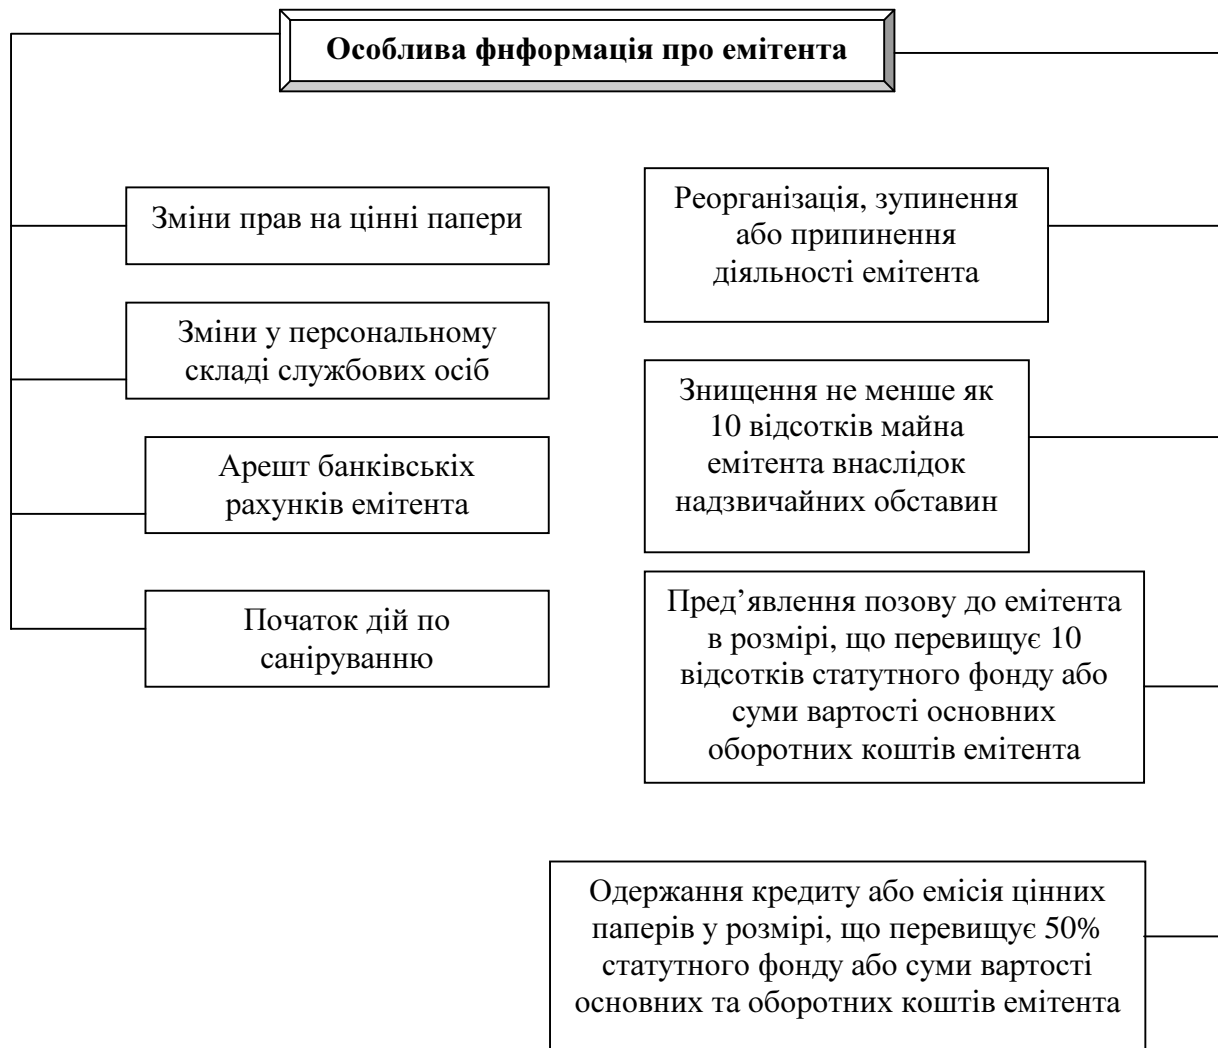 Особлива фнформація про емітента
Зміни прав на цінні папери
Зміни у персональному
складі службових осіб
Арешт банківськіх
рахунків емітента
Початок дій по
саніруванню
Реорганізація, зупинення
або припинення
діяльності емітента
Знищення не менше як
10 відсотків майна
емітента внаслідок
надзвичайних обставин
Пред’явлення позову до емітента
в розмірі, що перевищує 10
відсотків статутного фонду або
суми вартості основних
оборотних коштів емітента
Одержання кредиту або емісія цінних
паперів у розмірі, що перевищує 50%
статутного фонду або суми вартості
основних та оборотних коштів емітента